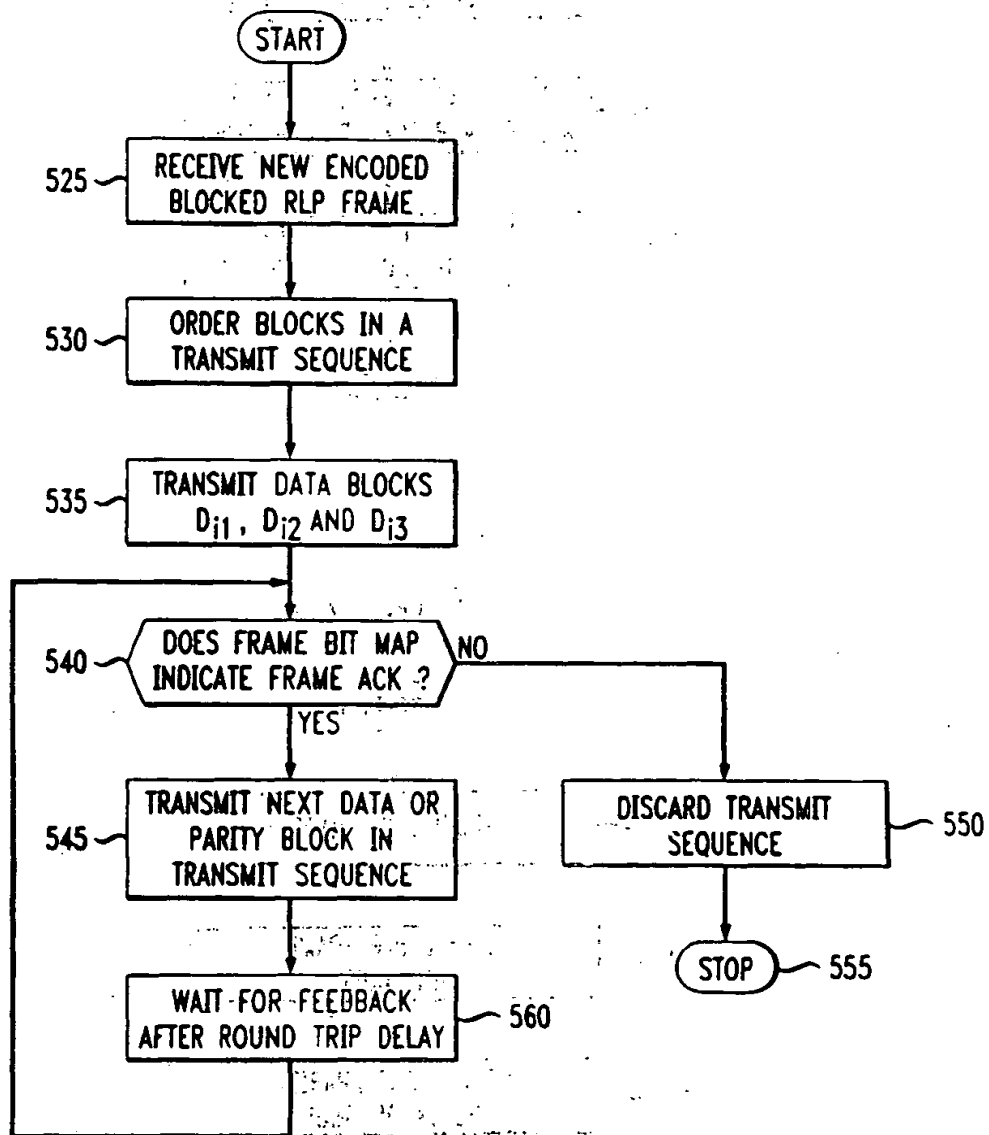 START
525
RECEIVE NEW ENCODED
BLOCKED RLP FRAME
530
ORDER BLOCKS IN A
TRANSMIT SEQUENCE
535
TRANSMIT DATA BLOCKS
Di1, Di2 AND Di3
540
DOES FRAME BIT MAP
INDICATE FRAME ACK ?
NO
YES
545
TRANSMIT NEXT DATA OR
PARITY BLOCK IN
TRANSMIT SEQUENCE
DISCARD TRANSMIT
SEQUENCE
550
STOP
555
WAIT FOR FEEDBACK
AFTER ROUND TRIP DELAY
560